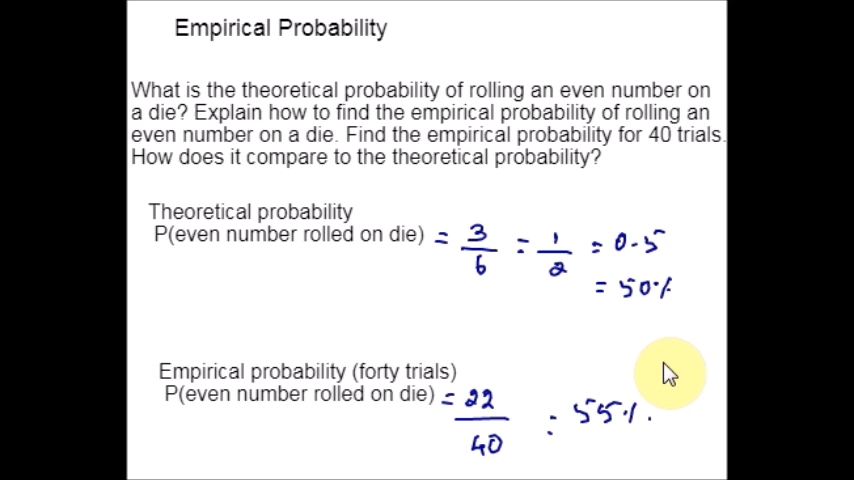 Empirical Probability
What is the theoretical probability of rolling an even number on
a die? Explain how to find the empirical probability of rolling an
even number on a die. Find the empirical probability for 40 trials.
How does it compare to the theoretical probability?
Theoretical probability
P(even number rolled on die) = 3/6 = 1/2 = 0.5
= 50%
Empirical probability (forty trials)
P(even number rolled on die) = 22/40 = 55%.